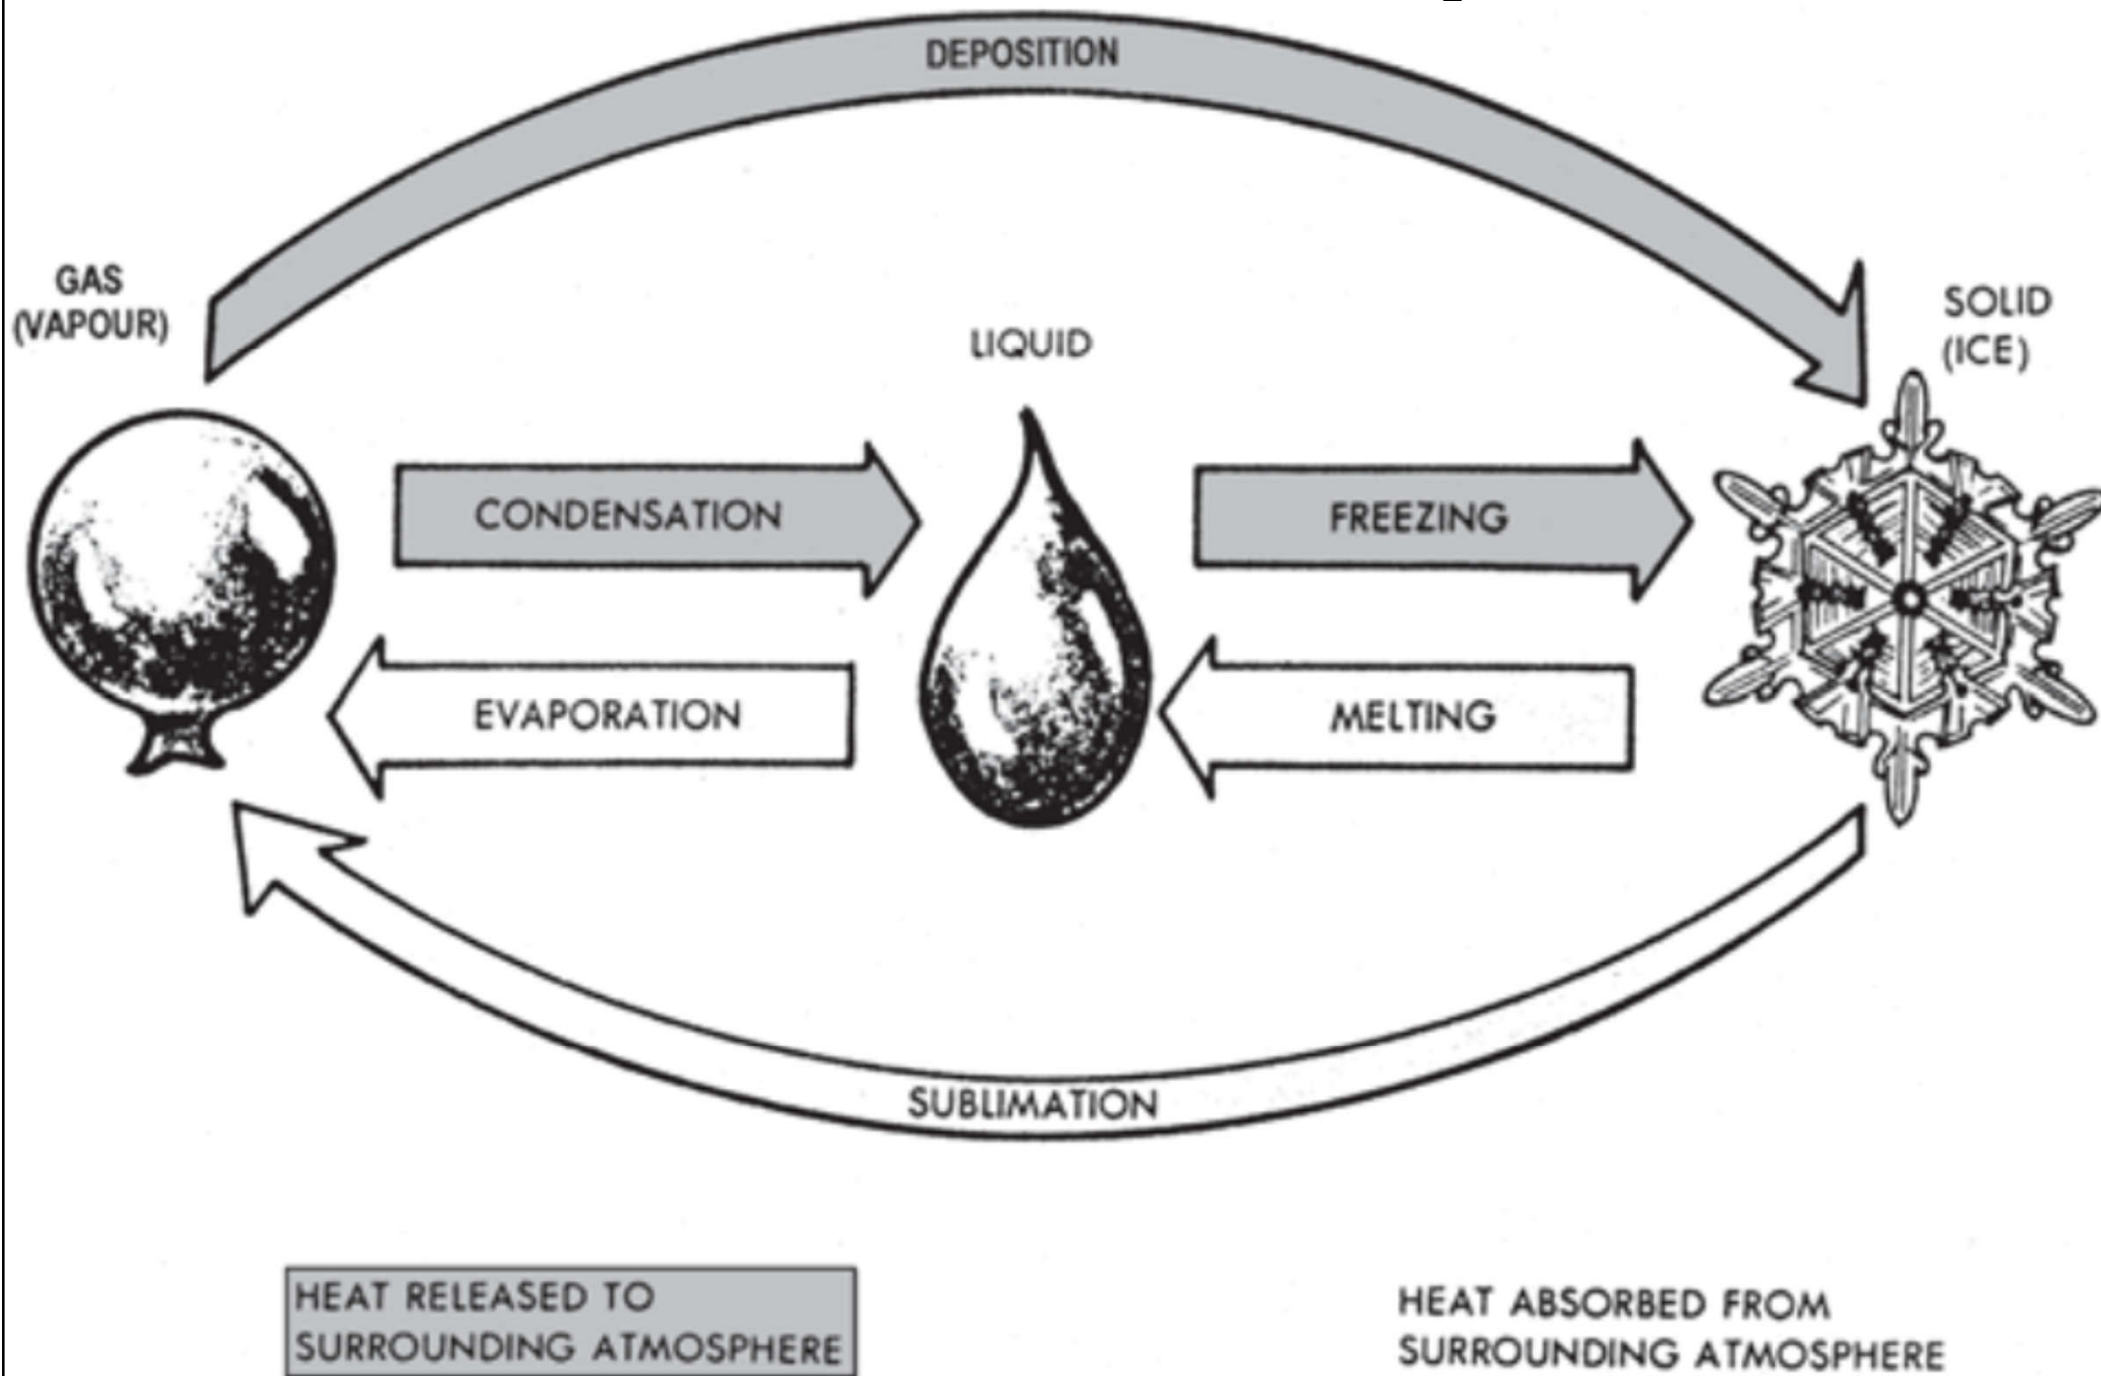 DEPOSITION
GAS
(VAPOUR)
SOLID
(ICE)
LIQUID
CONDENSATION
FREEZING
EVAPORATION
MELTING
SUBLIMATION
HEAT RELEASED TO
SURROUNDING ATMOSPHERE
HEAT ABSORBED FROM
SURROUNDING ATMOSPHERE